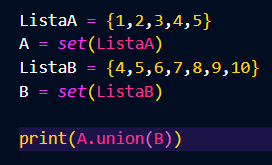 ListaA = {1,2,3,4,5}
A = set(ListaA)
ListaB = {4,5,6,7,8,9,10}
B = set(ListaB)
print(A.union(B))